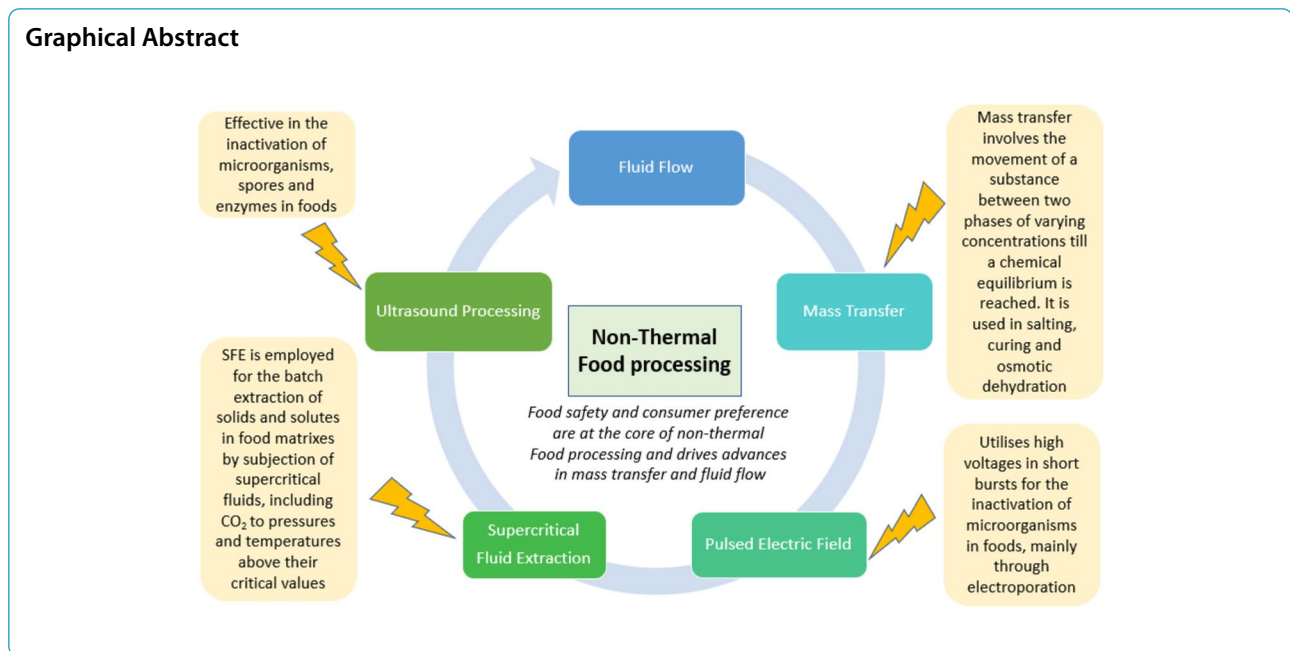 Graphical Abstract
Effective in the
inactivation of
microorganisms,
spores and
enzymes in foods
Fluid Flow
Mass transfer
involves the
movement of a
substance
between two
phases of varying
concentrations till
a chemical
equilibrium is
reached. It is
used in salting,
curing and
osmotic
dehydration
Ultrasound Processing
Mass Transfer
Non-Thermal
Food processing
Food safety and consumer preference
are at the core of non-thermal
Food processing and drives advances
in mass transfer and fluid flow
SFE is employed
for the batch
extraction of
solids and solutes
in food matrixes
by subjection of
supercritical
fluids, including
CO₂ to pressures
and temperatures
above their
critical values
Supercritical
Fluid Extraction
Pulsed Electric Field
Utilises high
voltages in short
bursts for the
inactivation of
microorganisms
in foods, mainly
through
electroporation